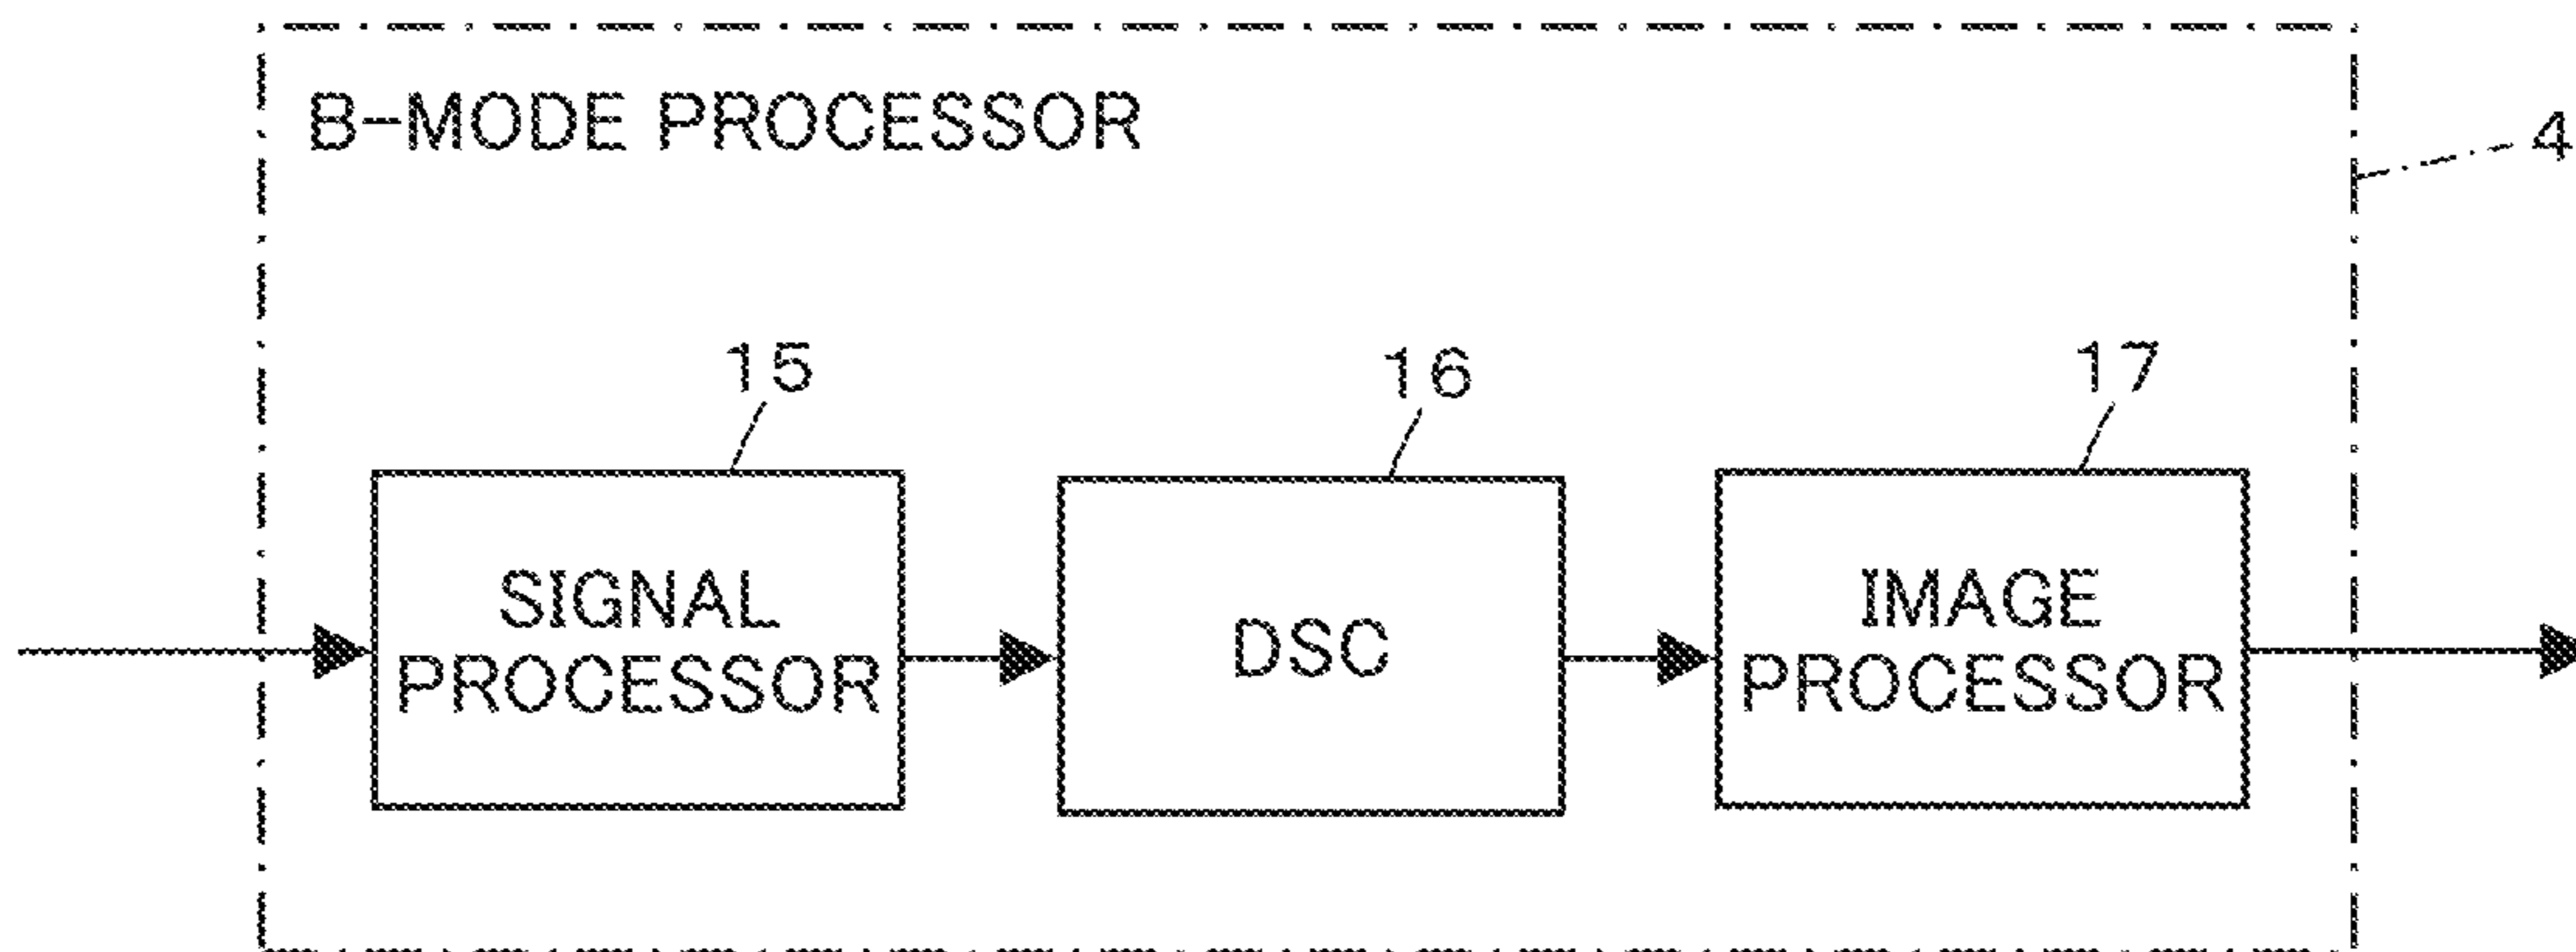 B-MODE PROCESSOR
4
15
16
17
SIGNAL
PROCESSOR
DSC
IMAGE
PROCESSOR